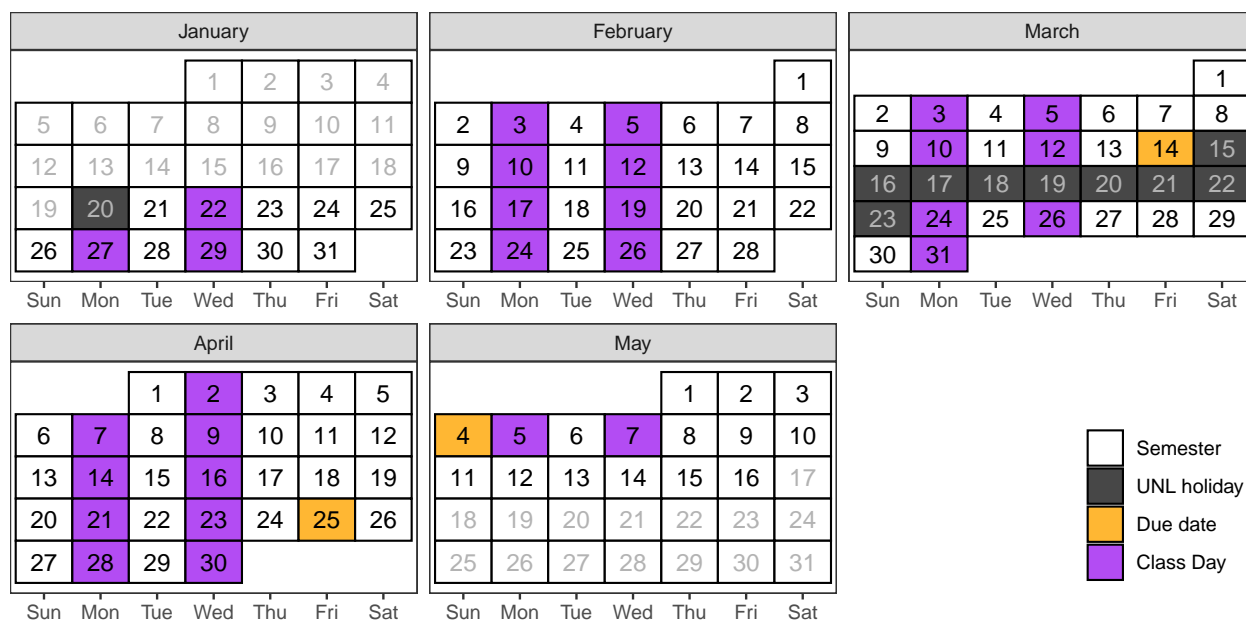 January
1 2 3 4
5 6 7 8 9 10 11
12 13 14 15 16 17 18
19 20 21 22 23 24 25
26 27 28 29 30 31
Sun Mon Tue Wed Thu Fri Sat
February
1
2 3 4 5 6 7 8
9 10 11 12 13 14 15
16 17 18 19 20 21 22
23 24 25 26 27 28
Sun Mon Tue Wed Thu Fri Sat
March
1
2 3 4 5 6 7 8
9 10 11 12 13 14 15
16 17 18 19 20 21 22
23 24 25 26 27 28 29
30 31
Sun Mon Tue Wed Thu Fri Sat
April
1 2 3 4 5
6 7 8 9 10 11 12
13 14 15 16 17 18 19
20 21 22 23 24 25 26
27 28 29 30
Sun Mon Tue Wed Thu Fri Sat
May
1 2 3
4 5 6 7 8 9 10
11 12 13 14 15 16 17
18 19 20 21 22 23 24
25 26 27 28 29 30 31
Sun Mon Tue Wed Thu Fri Sat
Semester
UNL holiday
Due date
Class Day